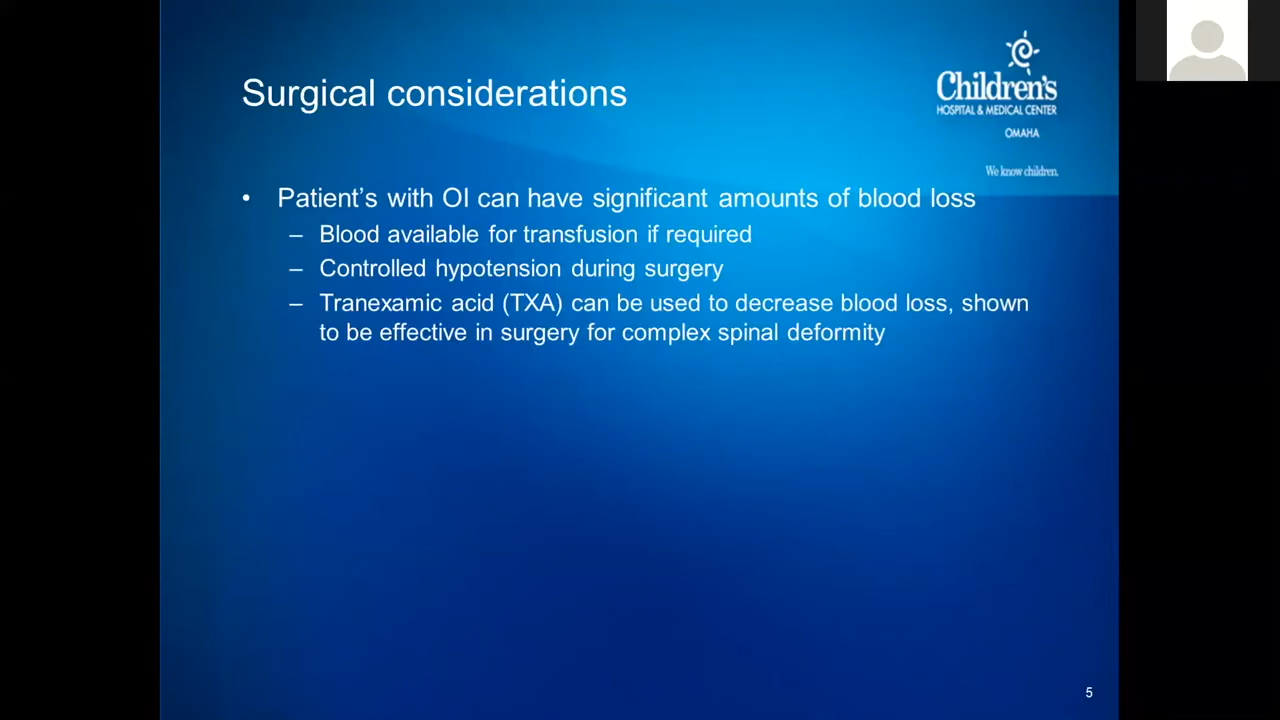 Surgical considerations
Children's
HOSPITAL & MEDICAL CENTER
OMAHA
We know children.
• Patient's with OI can have significant amounts of blood loss
– Blood available for transfusion if required
– Controlled hypotension during surgery
– Tranexamic acid (TXA) can be used to decrease blood loss, shown
to be effective in surgery for complex spinal deformity
5